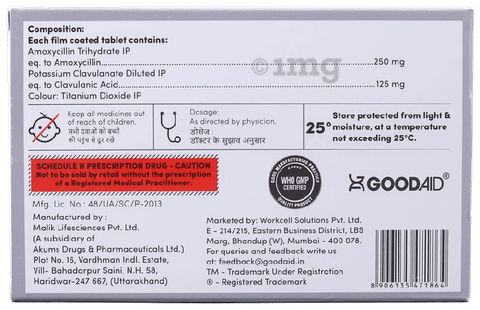 Composition:
Each film coated tablet contains:
Amoxycillin Trihydrate IP
eq. to Amoxycillin 250 mg
Potassium Clavulanate Diluted IP
eq. to Clavulanic Acid 125 mg
Colour: Titanium Dioxide IP
1mg
Keep all medicines out
of reach of children.
सभी दवाओं को बच्चों
की पहुंच से दूर रखें
Dosage:
As directed by physician.
डोसेज:
डॉक्टर के सुझाव अनुसार
25°
Store protected from light &
moisture, at a temperature
not exceeding 25°C.
SCHEDULE H PRESCRIPTION DRUG - CAUTION
Not to be sold by retail without the prescription
of a Registered Medical Practitioner.
GOOD MANUFACTURING PRACTICE
WHO GMP
CERTIFIED
GOODAID®
Mfg. Lic. No.: 48/UA/SC/P-2013
Manufactured by :
Malik Lifesciences Pvt. Ltd.
(A subsidiary of
Akums Drugs & Pharmaceuticals Ltd.)
Plot No. 16, Vardhman Indl. Estate,
Vill- Bahadarpur Saini, N.H. 58,
Haridwar-247 667, (Uttarakhand)
Marketed by: Workcell Solutions Pvt. Ltd.
E - 214/215, Eastern Business District, LBS
Marg, Bhandup (W), Mumbai - 400 078.
For queries and feedback write us
at: feedback@goodaid.in
TM - Trademark Under Registration
® - Registered Trademark
8 906135 471864